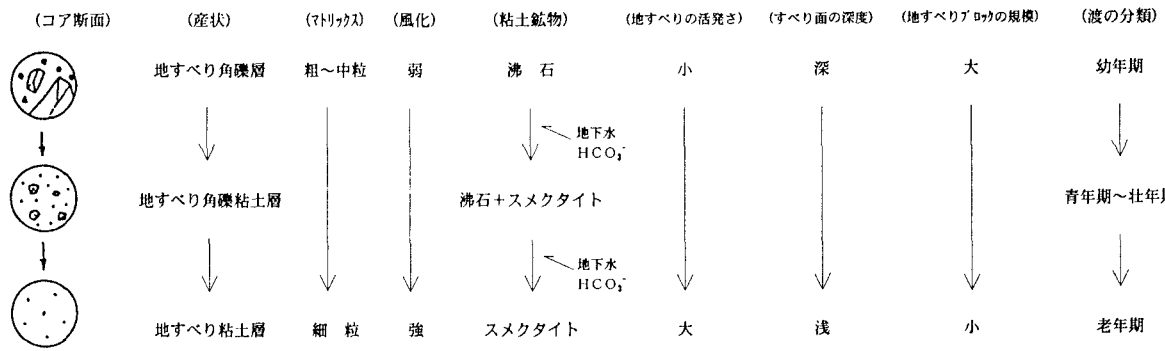 (コア断面) (産状) (マトリックス) (風化) (粘土鉱物) (地すべりの活発さ) (すべり面の深度) (地すべりブロックの規模) (渡の分類)
地すべり角礫層 粗～中粒 弱 沸 石 小 深 大 幼年期
地下水
HCO₃⁻
地すべり角礫粘土層 沸石+スメクタイト 青年期～壮年
地下水
HCO₃⁻
地すべり粘土層 細 粒 強 スメクタイト 大 浅 小 老年期